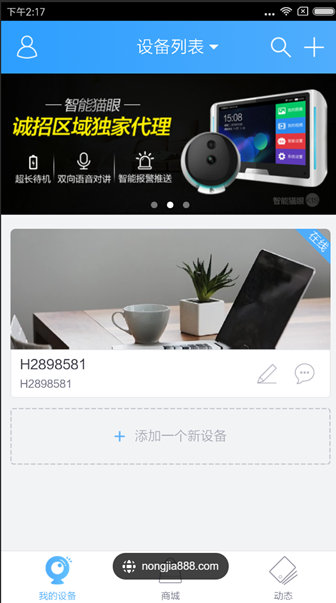 下午2:17
设备列表
智能猫眼
诚招区域独家代理
08:05
超长待机
双向语音对讲
智能报警推送
智能猫眼
在线
H2898581
H2898581
+ 添加一个新设备
nongjia888.com
我的设备
商城
动态